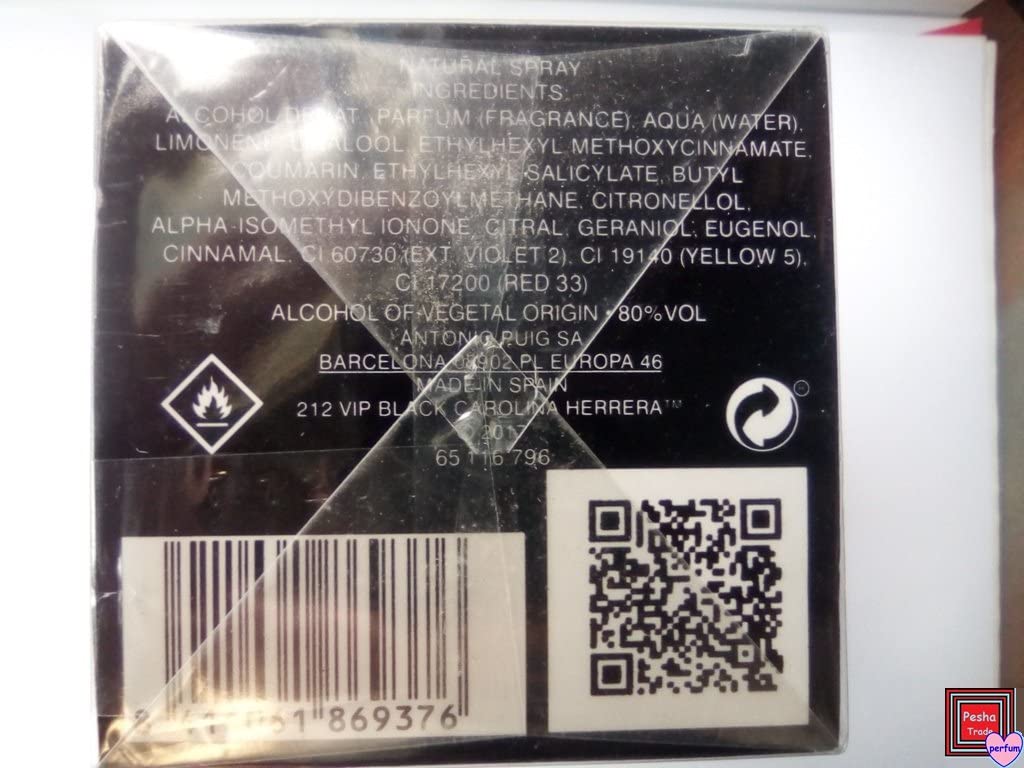 NATURAL SPRAY
INGREDIENTS:
ALCOHOL DENAT., PARFUM (FRAGRANCE), AQUA (WATER),
LIMONENE, LINALOOL, ETHYLHEXYL METHOXYCINNAMATE,
COUMARIN, ETHYLHEXYL SALICYLATE, BUTYL
METHOXYDIBENZOYLMETHANE, CITRONELLOL,
ALPHA-ISOMETHYL IONONE, CITRAL, GERANIOL, EUGENOL,
CINNAMAL, CI 60730 (EXT. VIOLET 2), CI 19140 (YELLOW 5),
CI 17200 (RED 33)
ALCOHOL OF VEGETAL ORIGIN • 80%VOL
ANTONIO PUIG SA
BARCELONA 08902 PL EUROPA 46
MADE IN SPAIN
212 VIP BLACK CAROLINA HERRERA™
65 116 796
869376
Pesha
Trade
perfum